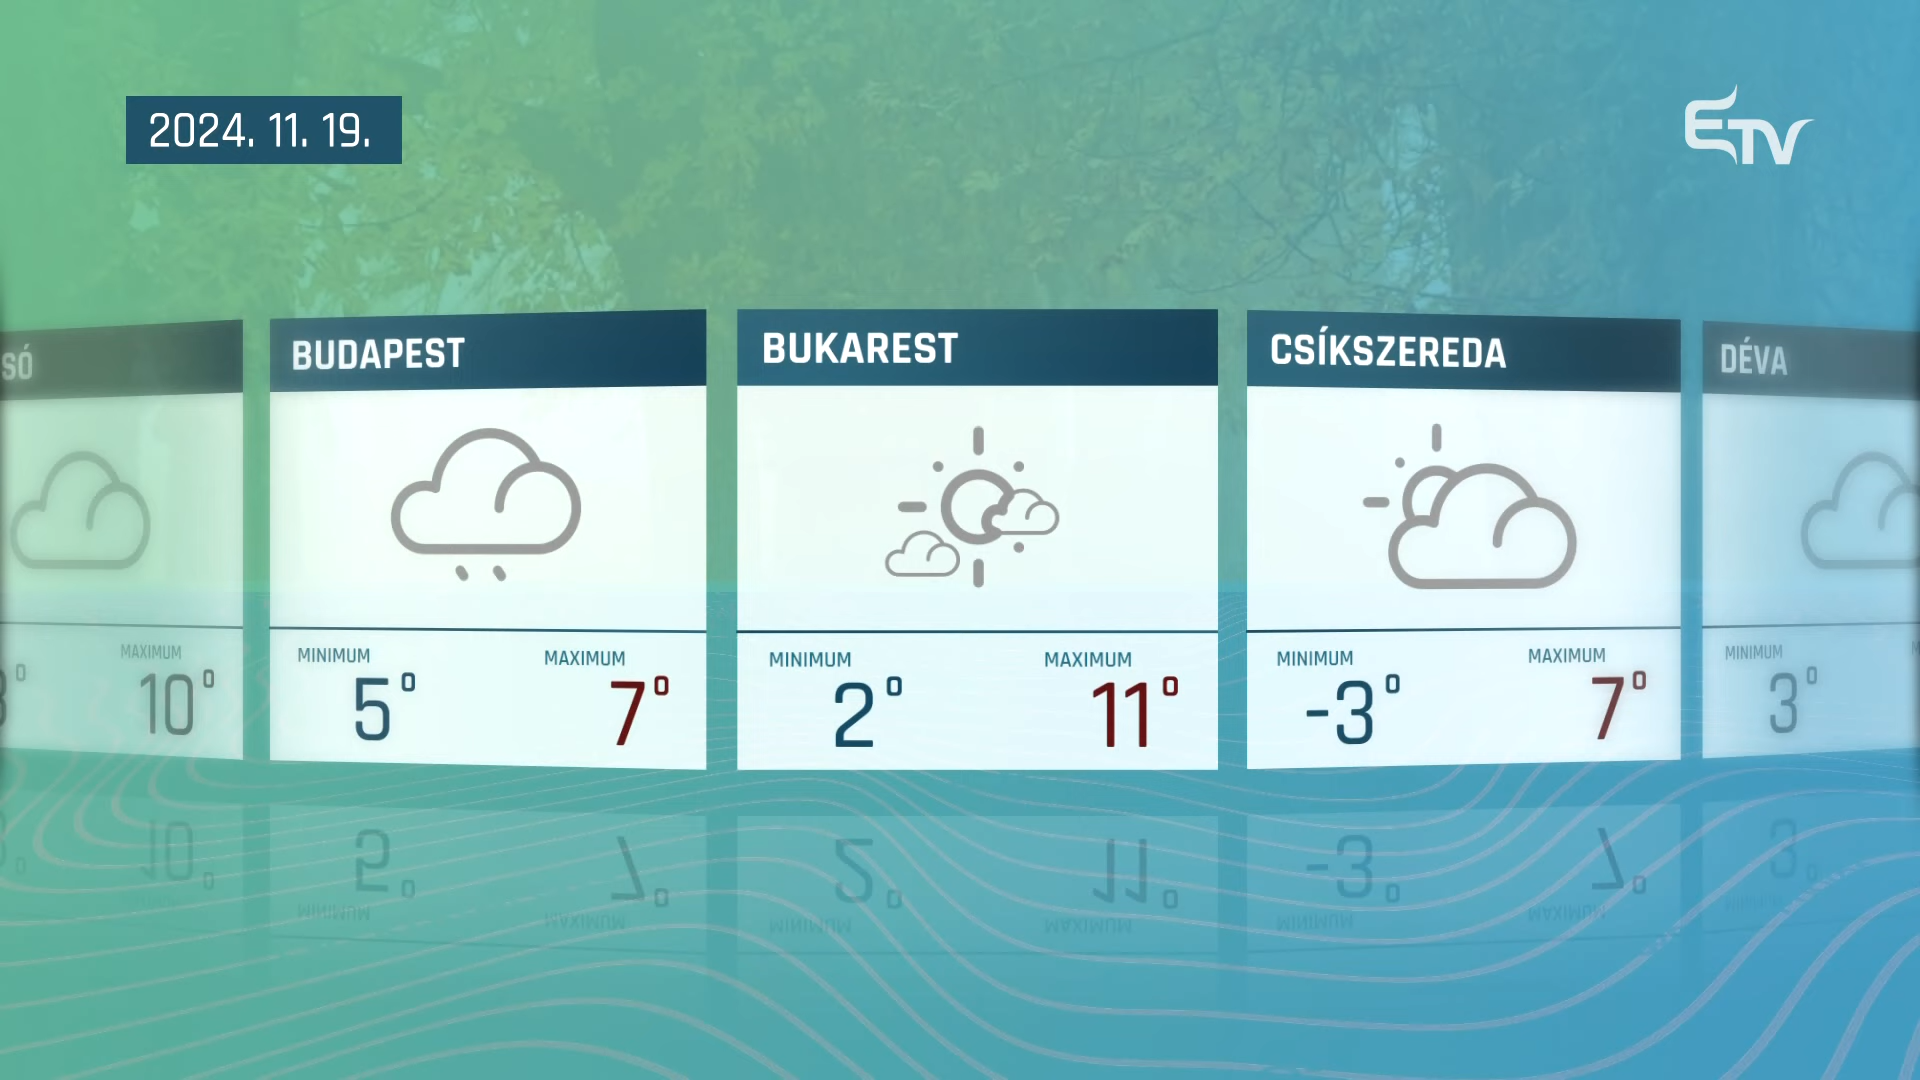 2024. 11. 19.
ETV
BUDAPEST
BUKAREST
CSÍKSZEREDA
DÉVA
MAXIMUM
10°
MINIMUM
5°
MAXIMUM
7°
MINIMUM
2°
MAXIMUM
11°
MINIMUM
-3°
MAXIMUM
7°
MINIMUM
3°